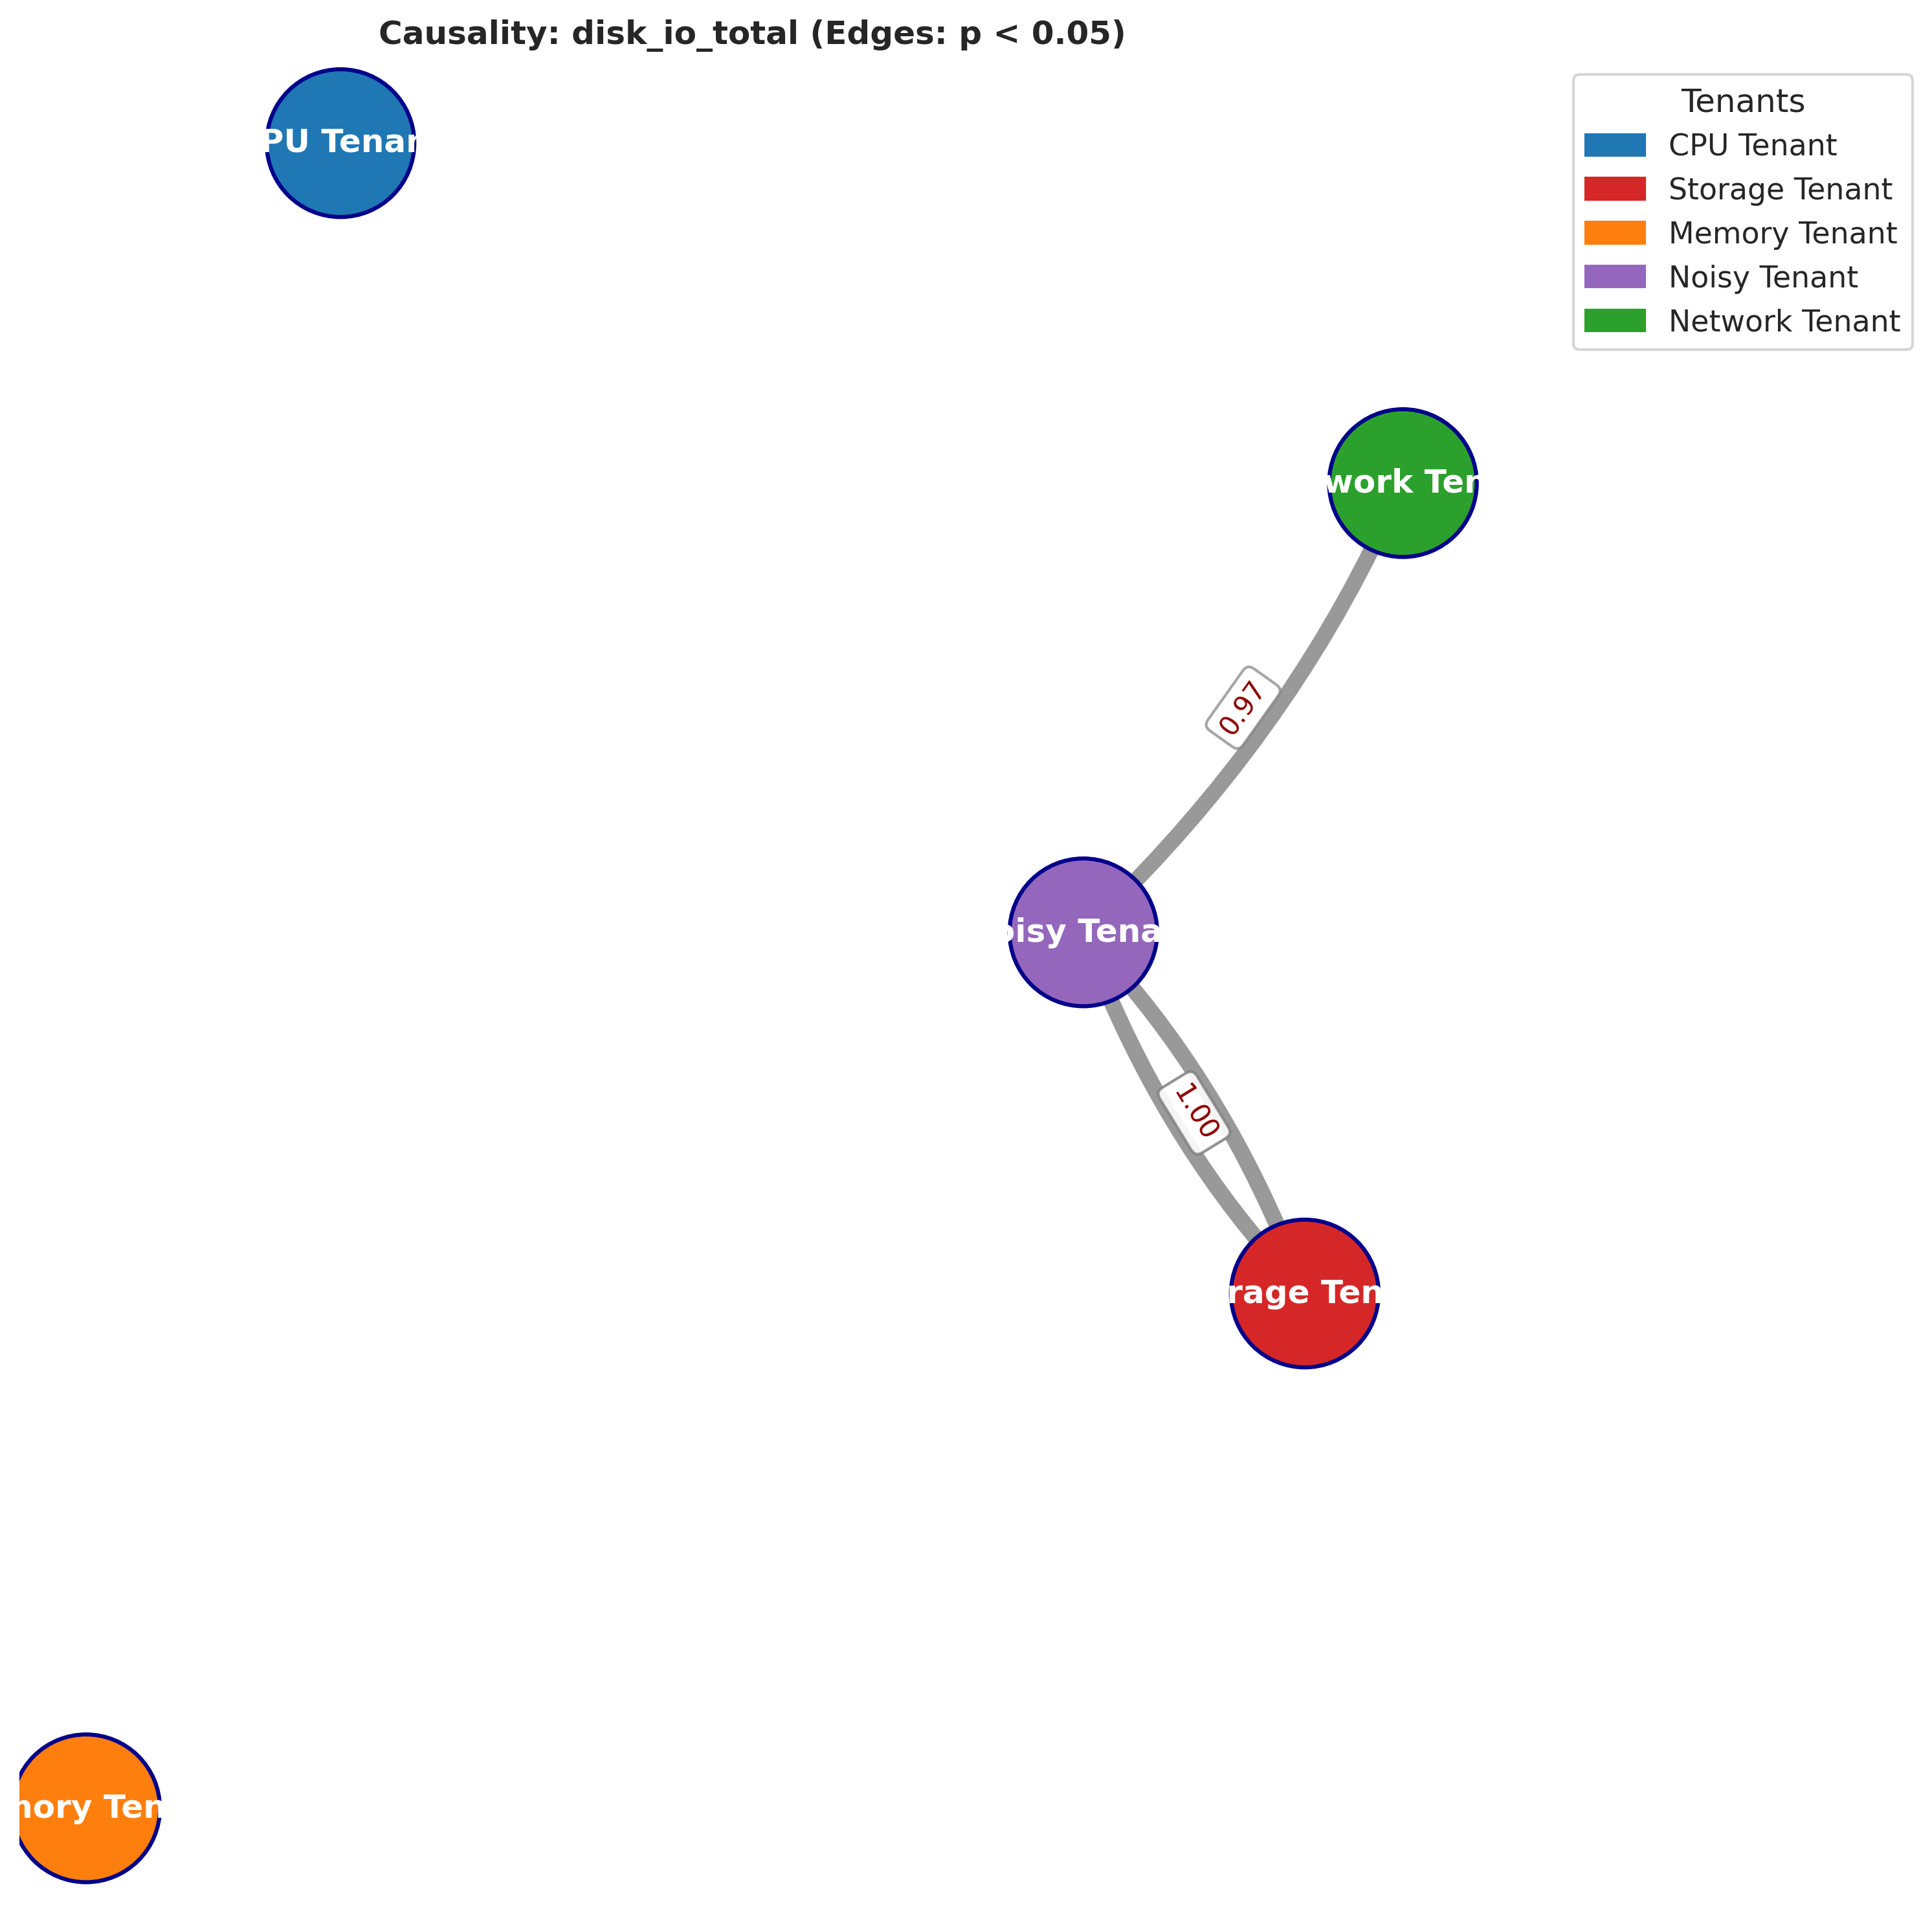 Causality: disk_io_total (Edges: p < 0.05)
Tenants
CPU Tenant
Storage Tenant
Memory Tenant
Noisy Tenant
Network Tenant
PU Tenan
work Ten
0.97
oisy Tena
1.00
rage Ten
mory Ten